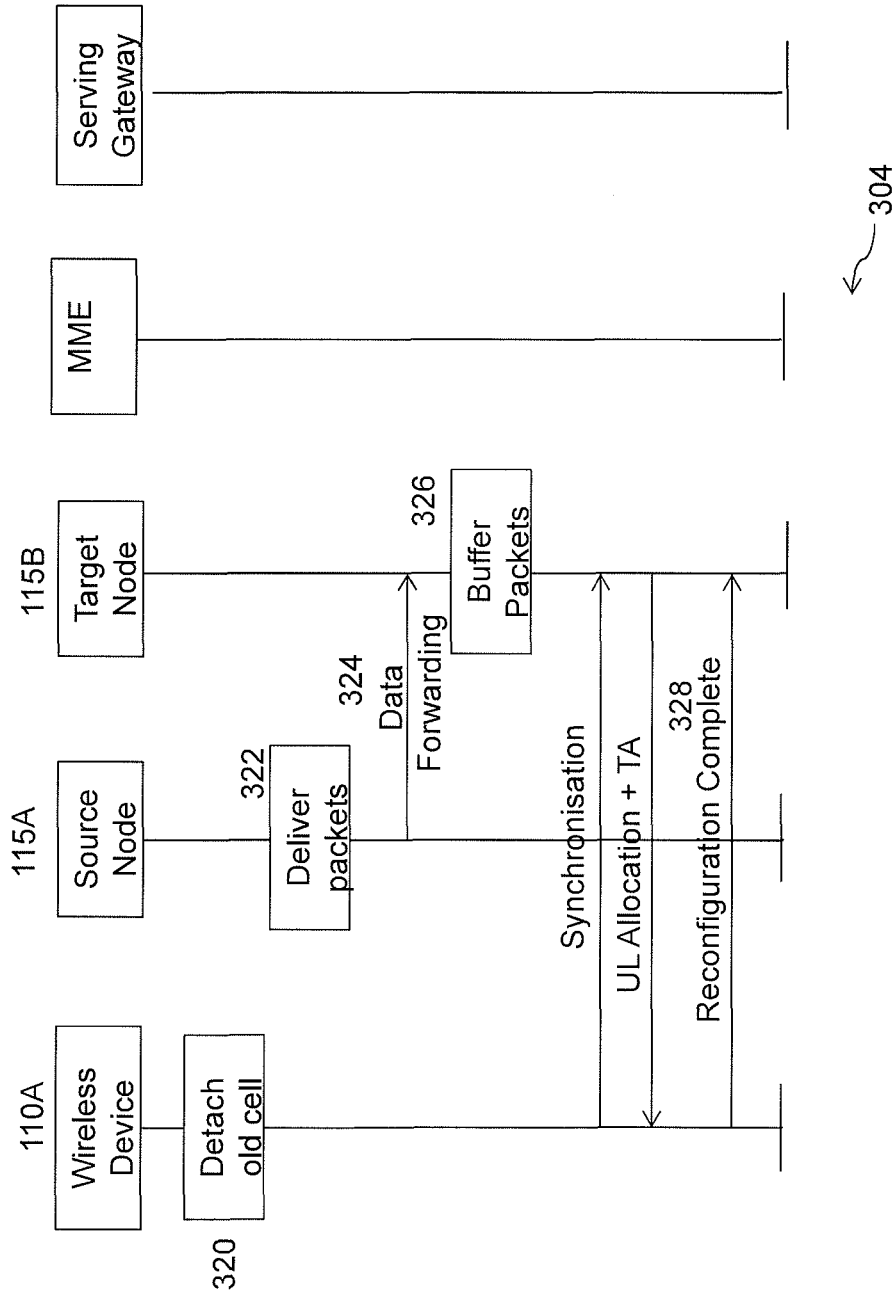 110A
115A
115B
Wireless
Device
Source
Node
Target
Node
MME
Serving
Gateway
320
Detach
old cell
322
Deliver
packets
324
Data
Forwarding
326
Buffer
Packets
Synchronisation
UL Allocation + TA
328
Reconfiguration Complete
304